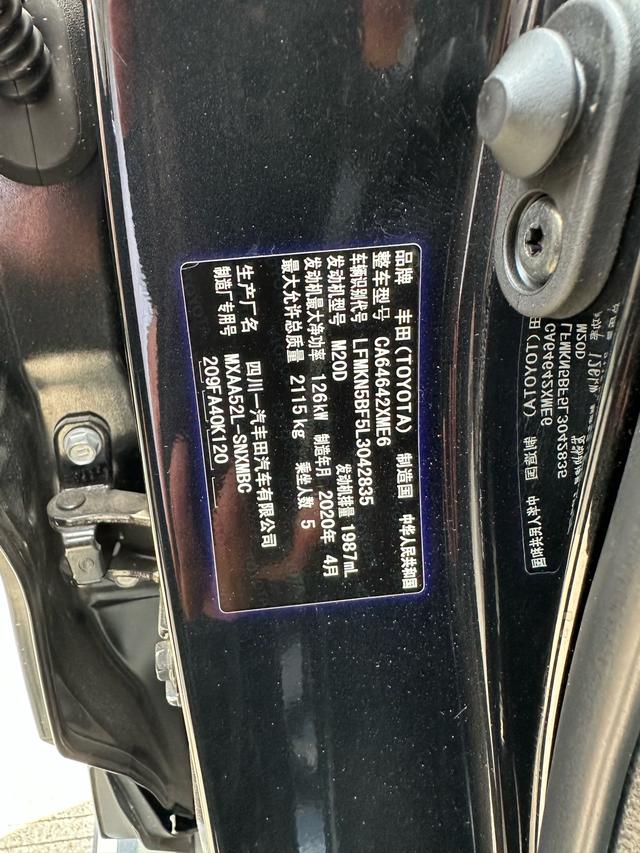 品牌 丰田(TOYOTA) 制造国 中华人民共和国
整车型号 CA64642XME6
车辆识别代号 LFMKN5BF5L3042835
发动机型号 M20D 发动机排量 1987mL
发动机最大净功率 126kW 制造年月 2020年 4月
最大允许总质量 2115kg 乘坐人数 5
生产厂名 四川一汽丰田汽车有限公司
制造厂专用号 MXAA52L-SNXMBC
209FA40K120